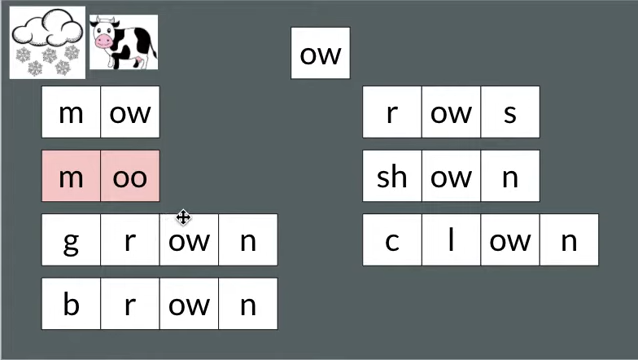 ow
m ow
m oo
g r ow n
b r ow n
r ow s
sh ow n
c l ow n